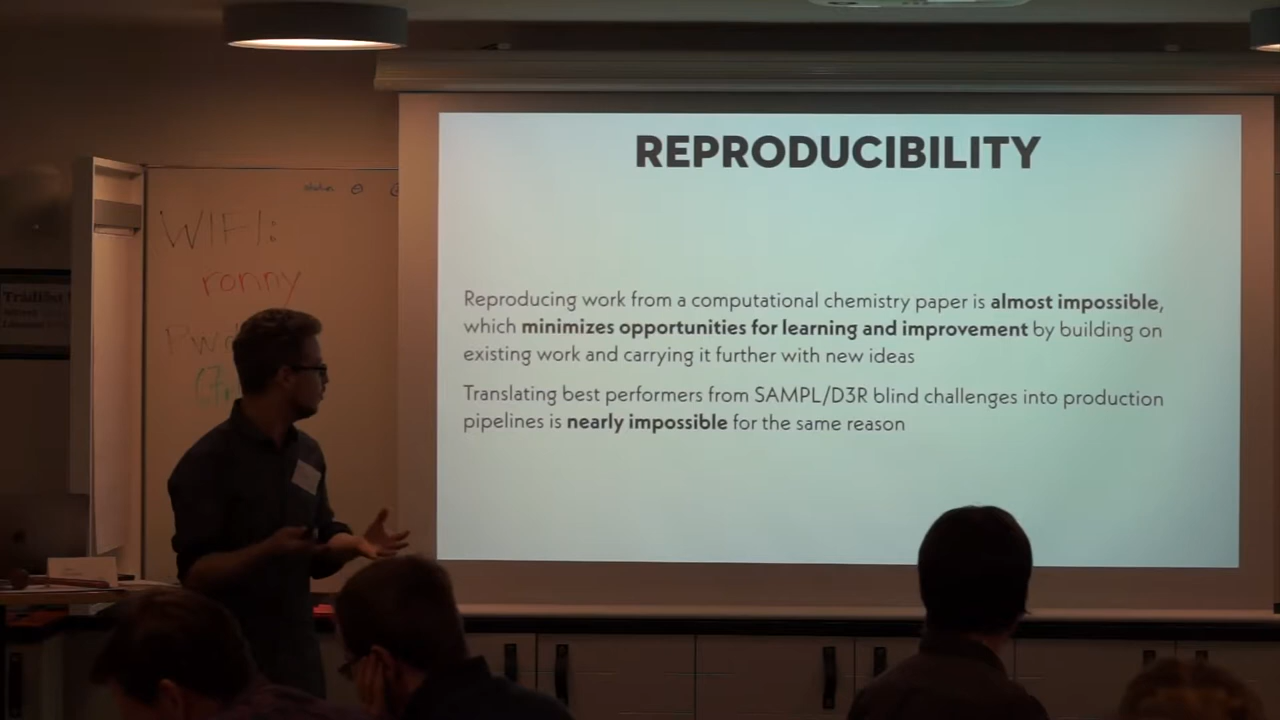 REPRODUCIBILITY
WIFI:
ronny
Reproducing work from a computational chemistry paper is almost impossible,
which minimizes opportunities for learning and improvement by building on
existing work and carrying it further with new ideas
Translating best performers from SAMPL/D3R blind challenges into production
pipelines is nearly impossible for the same reason